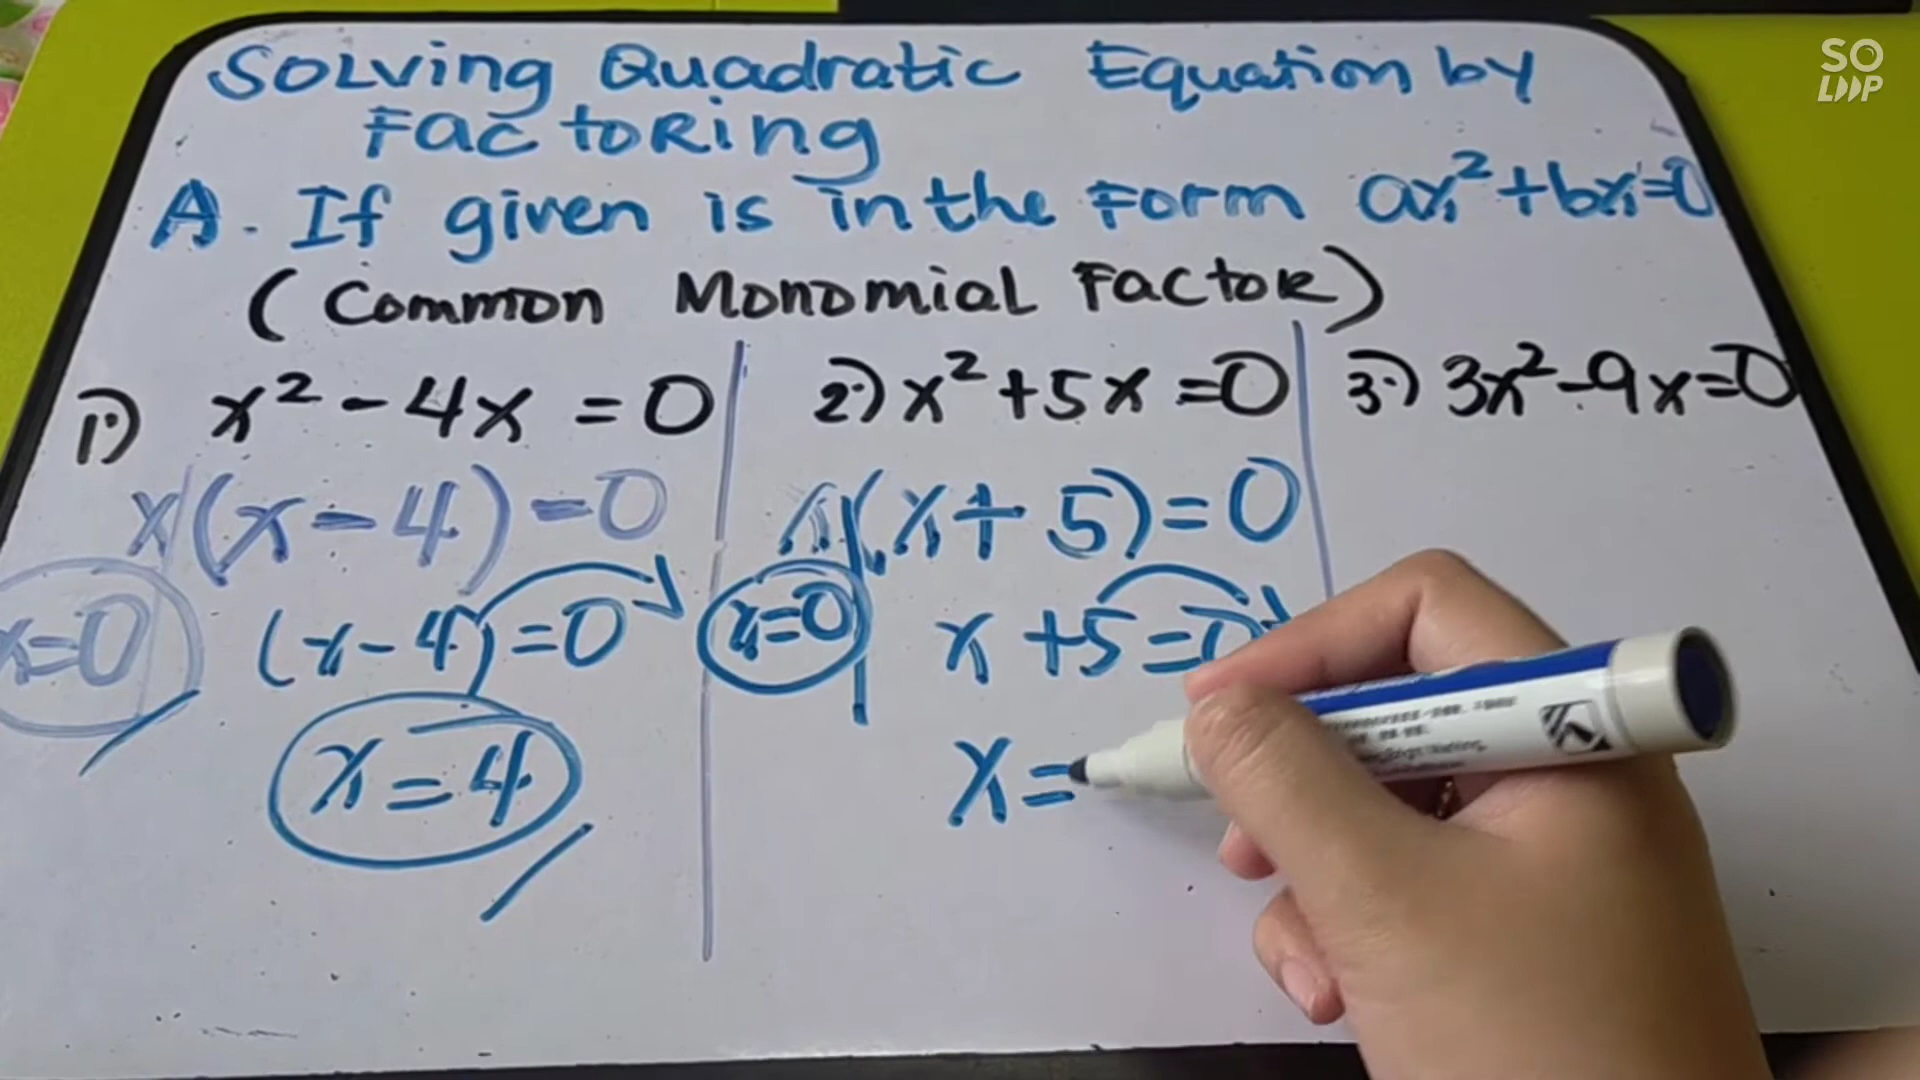 Solving Quadratic Equation by
Factoring
A. If given is in the form ax²+bx=0
(Common Monomial Factor)
1) x² - 4x = 0
x(x-4)=0
x=0
(x-4)=0
x=4
2.) x² + 5x = 0
x(x+5)=0
x=0
x+5=0
x=
3.) 3x² - 9x = 0
SO
LOOP